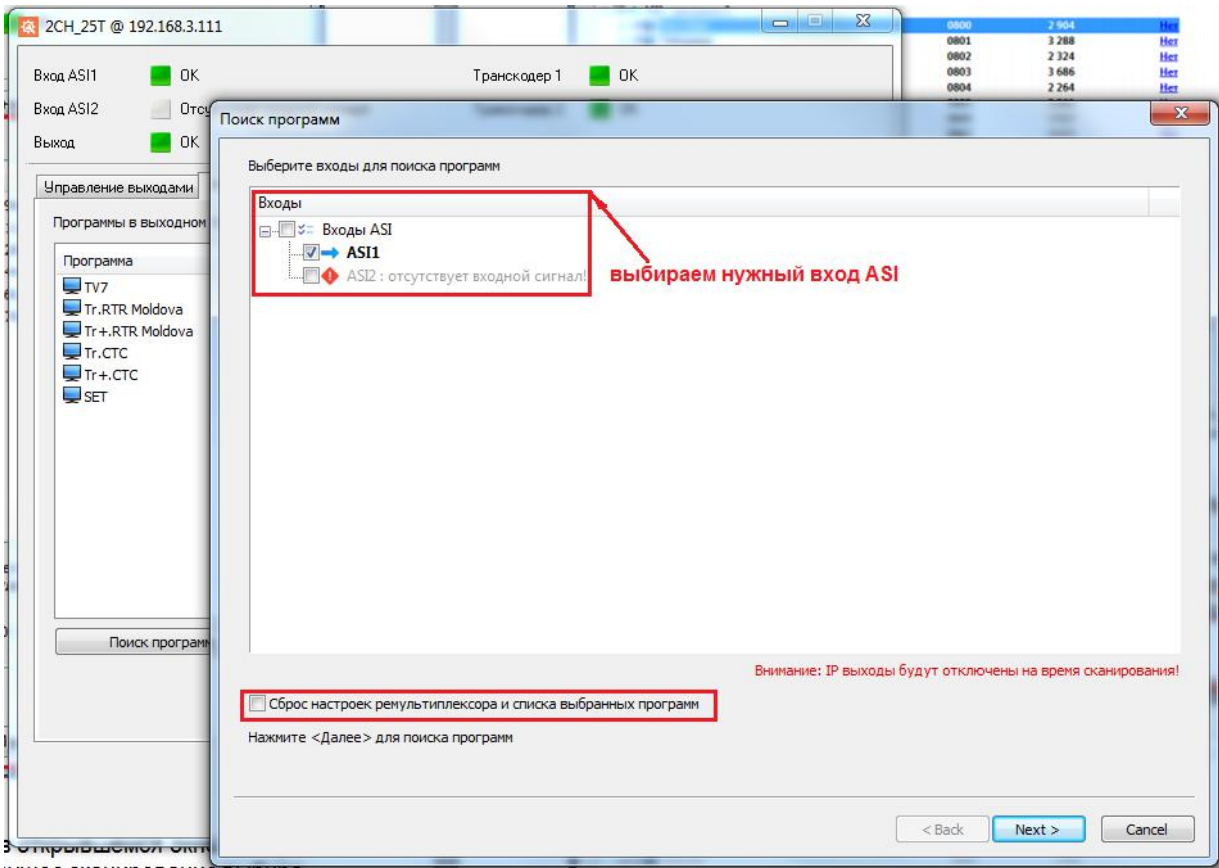 2CH_25T @ 192.168.3.111
0800 2 904 Нет
0801 3 288 Нет
0802 2 324 Нет
0803 3 686 Нет
0804 2 264 Нет
Вход ASI1 OK Транскодер 1 OK
Вход ASI2
Выход OK
Управление выходами
Программы в выходном
Программа
TV7
Tr.RTR Moldova
Tr+.RTR Moldova
Tr.СТС
Tr+.СТС
SET
Поиск программ
Поиск программ
Выберите входы для поиска программ
Входы
Входы ASI
ASI1
ASI2 : отсутствует входной сигнал!
выбираем нужный вход ASI
Внимание: IP выходы будут отключены на время сканирования!
Сброс настроек ремультиплексора и списка выбранных программ
Нажмите <Далее> для поиска программ
< Back Next > Cancel